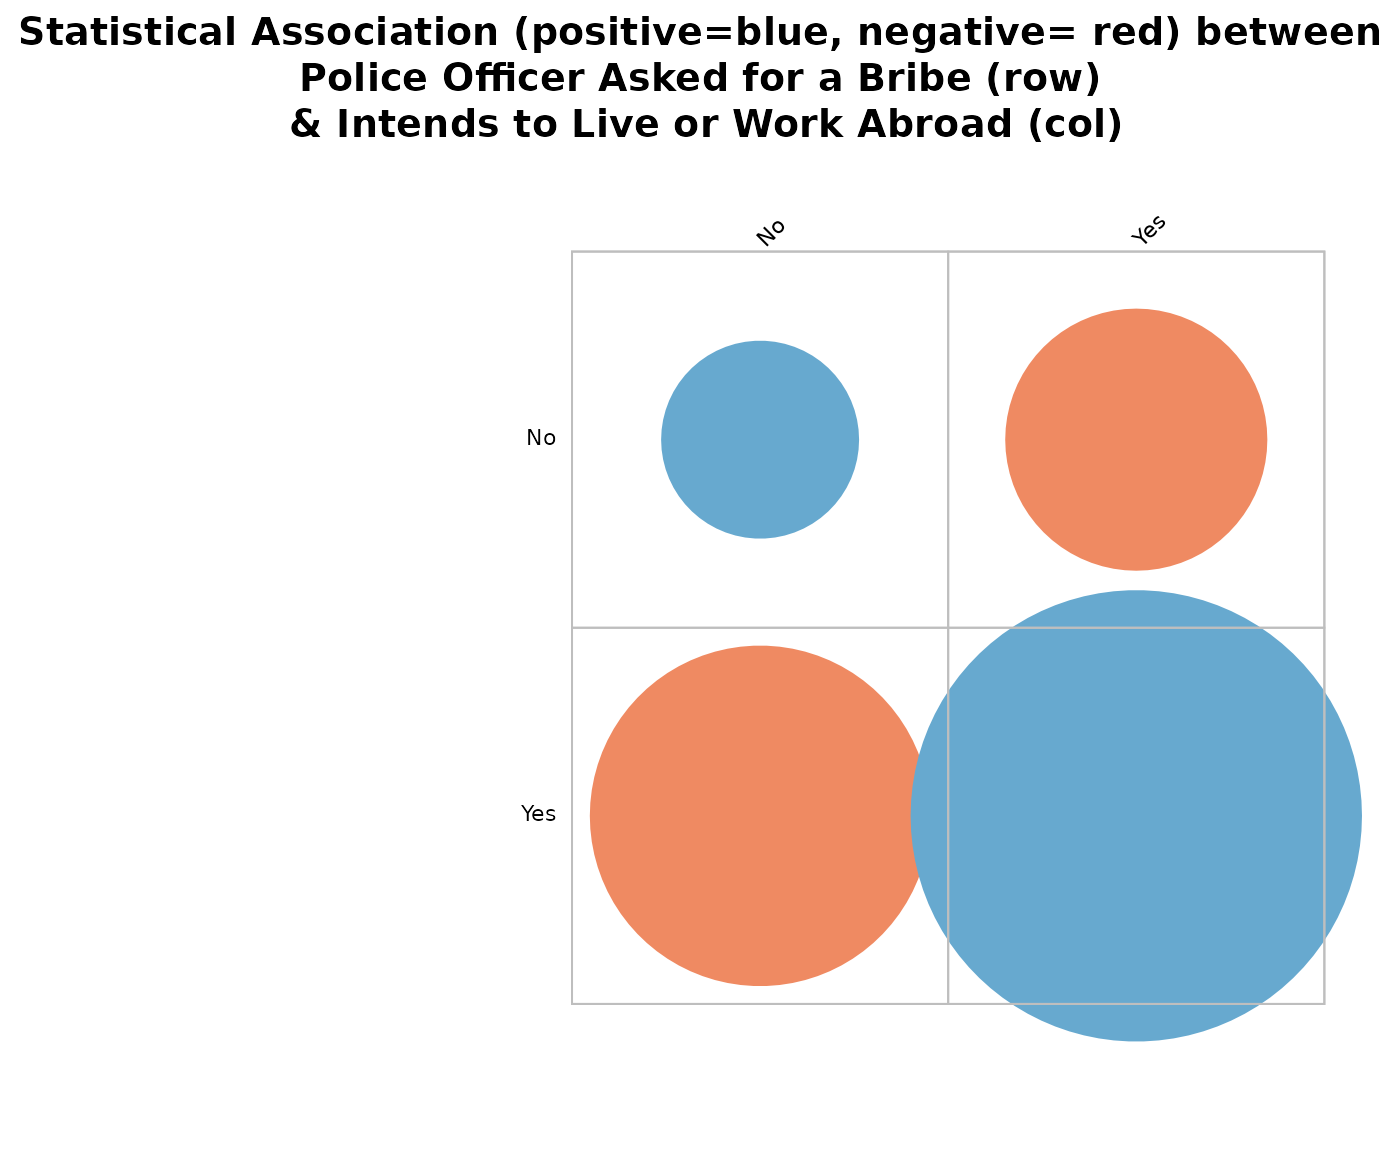 Statistical Association (positive=blue, negative= red) between
Police Officer Asked for a Bribe (row)
& Intends to Live or Work Abroad (col)
No
Yes
No
Yes